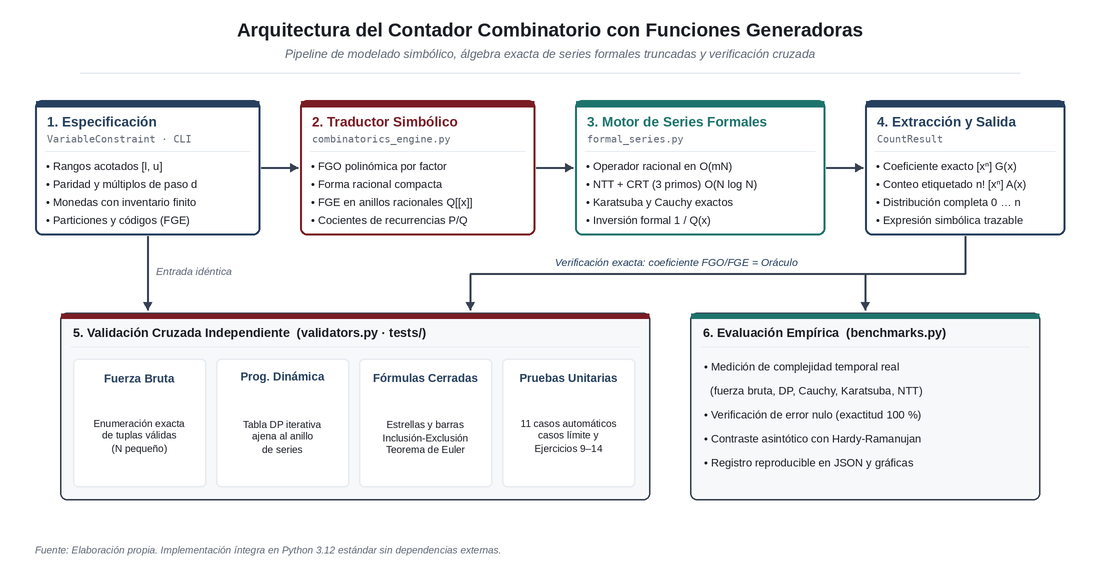 Arquitectura del Contador Combinatorio con Funciones Generadoras
Pipeline de modelado simbólico, álgebra exacta de series formales truncadas y verificación cruzada
1. Especificación
VariableConstraint · CLI
• Rangos acotados [l, u]
• Paridad y múltiplos de paso d
• Monedas con inventario finito
• Particiones y códigos (FGE)
2. Traductor Simbólico
combinatorics_engine.py
• FGO polinómica por factor
• Forma racional compacta
• FGE en anillos racionales Q[[x]]
• Cocientes de recurrencias P/Q
3. Motor de Series Formales
formal_series.py
• Operador racional en O(mN)
• NTT + CRT (3 primos) O(N log N)
• Karatsuba y Cauchy exactos
• Inversión formal 1 / Q(x)
4. Extracción y Salida
CountResult
• Coeficiente exacto [xⁿ] G(x)
• Conteo etiquetado n! [xⁿ] A(x)
• Distribución completa 0 … n
• Expresión simbólica trazable
Entrada idéntica
Verificación exacta: coeficiente FGO/FGE = Oráculo
5. Validación Cruzada Independiente (validators.py · tests/)
Fuerza Bruta
Enumeración exacta
de tuplas válidas
(N pequeño)
Prog. Dinámica
Tabla DP iterativa
ajena al anillo
de series
Fórmulas Cerradas
Estrellas y barras
Inclusión-Exclusión
Teorema de Euler
Pruebas Unitarias
11 casos automáticos
casos límite y
Ejercicios 9–14
6. Evaluación Empírica (benchmarks.py)
• Medición de complejidad temporal real
(fuerza bruta, DP, Cauchy, Karatsuba, NTT)
• Verificación de error nulo (exactitud 100 %)
• Contraste asintótico con Hardy-Ramanujan
• Registro reproducible en JSON y gráficas
Fuente: Elaboración propia. Implementación íntegra en Python 3.12 estándar sin dependencias externas.